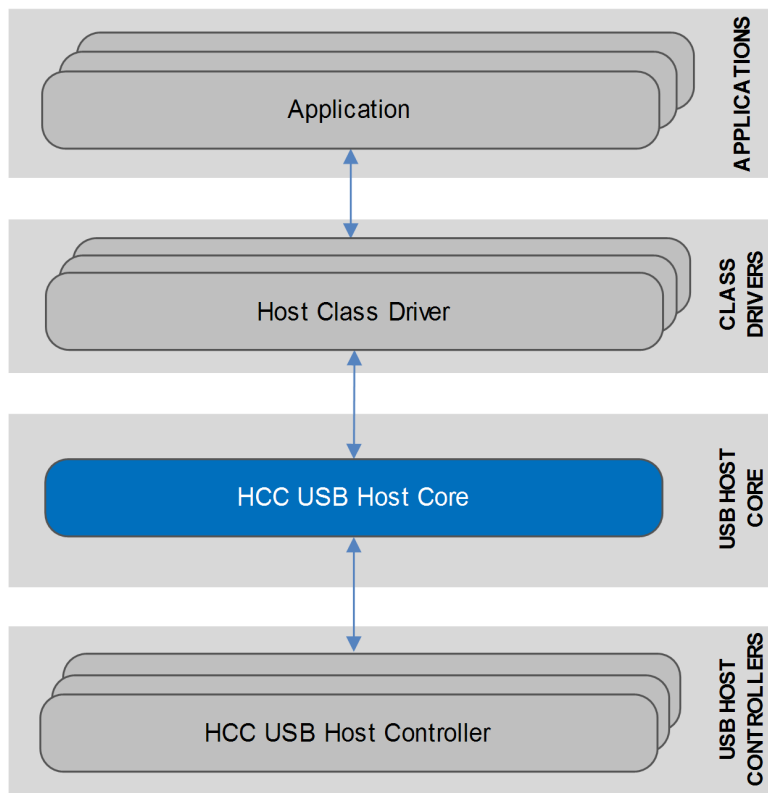 Application
APPLICATIONS
Host Class Driver
CLASS
DRIVERS
HCC USB Host Core
USB HOST
CORE
HCC USB Host Controller
USB HOST
CONTROLLERS